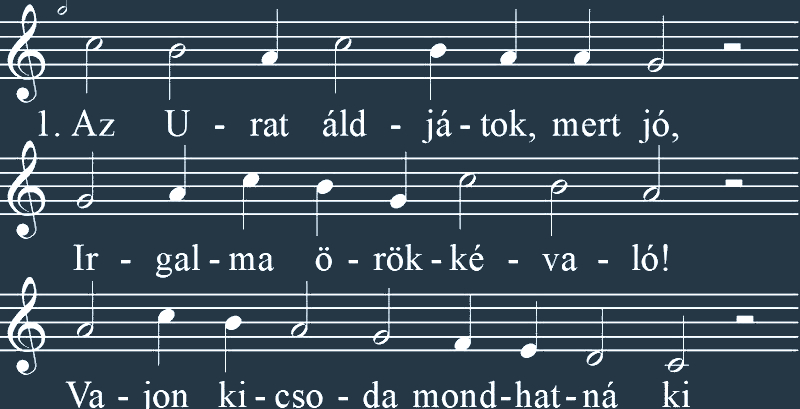 1. Az U - rat áld - já - tok, mert jó,
Ir - gal - ma ö - rök - ké - va - ló!
Va - jon ki - cso - da mond - hat - ná ki